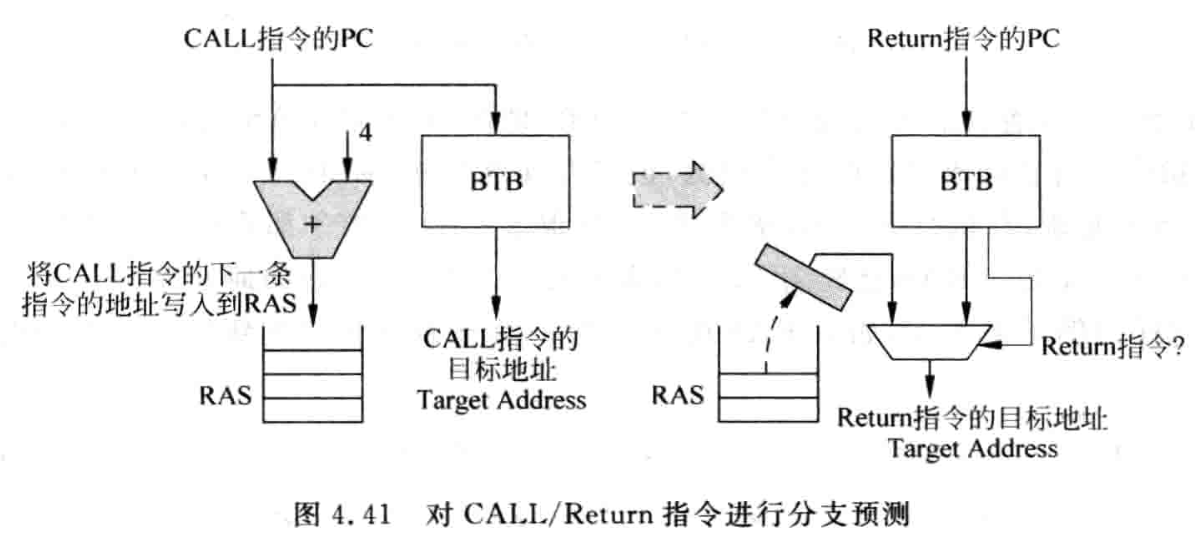 CALL指令的PC
4
+
BTB
将CALL指令的下一条
指令的地址写入到RAS
RAS
CALL指令的
目标地址
Target Address
Return指令的PC
BTB
Return指令?
RAS
Return指令的目标地址
Target Address
图 4.41 对 CALL/Return 指令进行分支预测